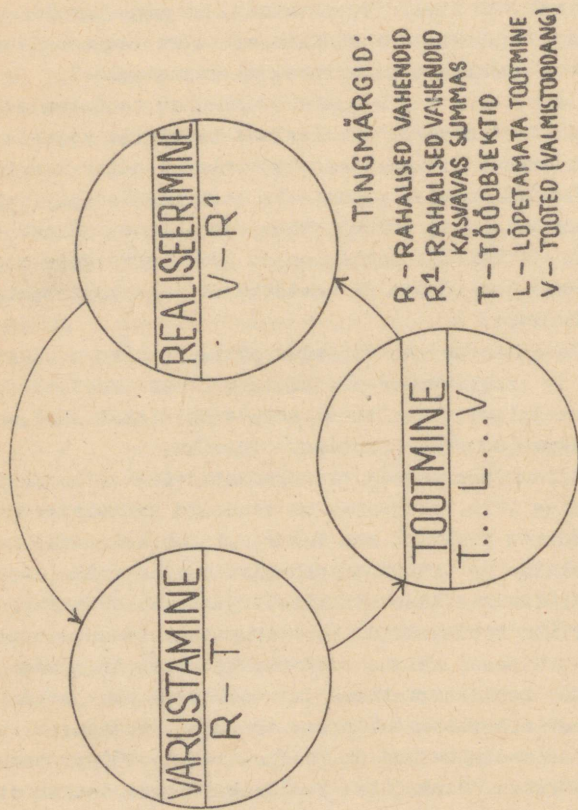 VARUSTAMINE
R – T
REALISEERIMINE
V – R¹
TOOTMINE
T... L ...V
TINGMÄRGID:
R – RAHALISED VAHENDID
R¹ – RAHALISED VAHENDID
KASVAVAS SUMMAS
T – TÖÖOBJEKTID
L – LÕPETAMATA TOOTMINE
V – TOOTED (VALMISTOODANG)